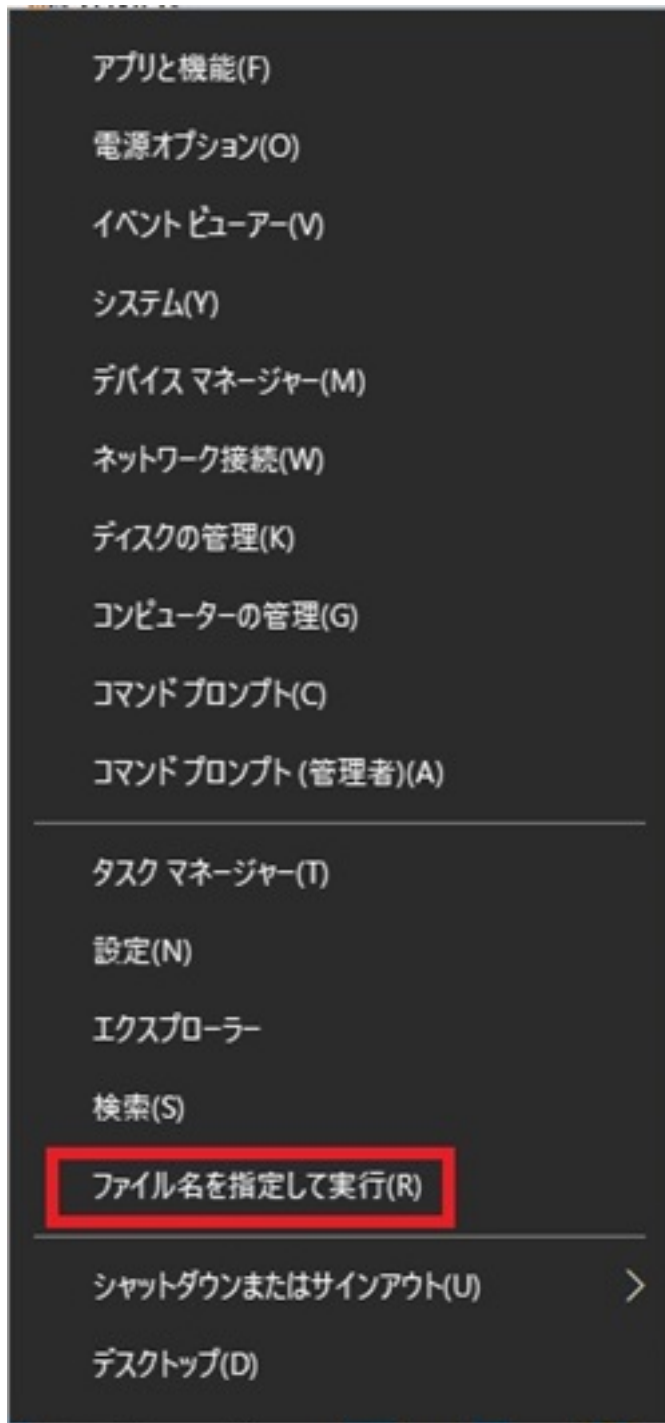 アプリと機能(F)
電源オプション(O)
イベント ビューアー(V)
システム(Y)
デバイス マネージャー(M)
ネットワーク接続(W)
ディスクの管理(K)
コンピューターの管理(G)
コマンド プロンプト(C)
コマンド プロンプト (管理者)(A)
タスク マネージャー(T)
設定(N)
エクスプローラー
検索(S)
ファイル名を指定して実行(R)
シャットダウンまたはサインアウト(U)
デスクトップ(D)